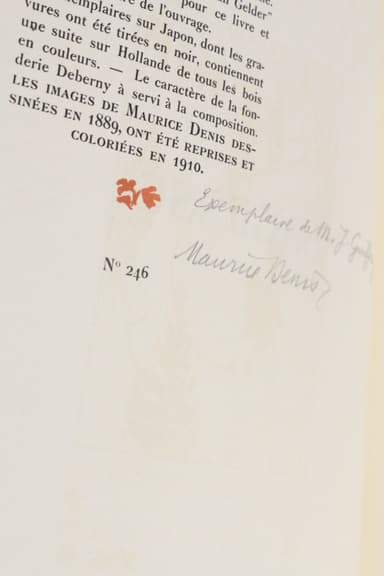 Gelder"
pour ce livre et
re de l'ouvrage.
emplaires sur Japon, dont les gra-
vures ont été tirées en noir, contiennent
une suite sur Hollande de tous les bois
en couleurs. — Le caractère de la fon-
derie Deberny a servi à la composition.
LES IMAGES DE MAURICE DENIS DES-
SINÉES EN 1889, ONT ÉTÉ REPRISES ET
COLORIÉES EN 1910.
Exemplaire de M. J
Maurice Denis
Nº 246